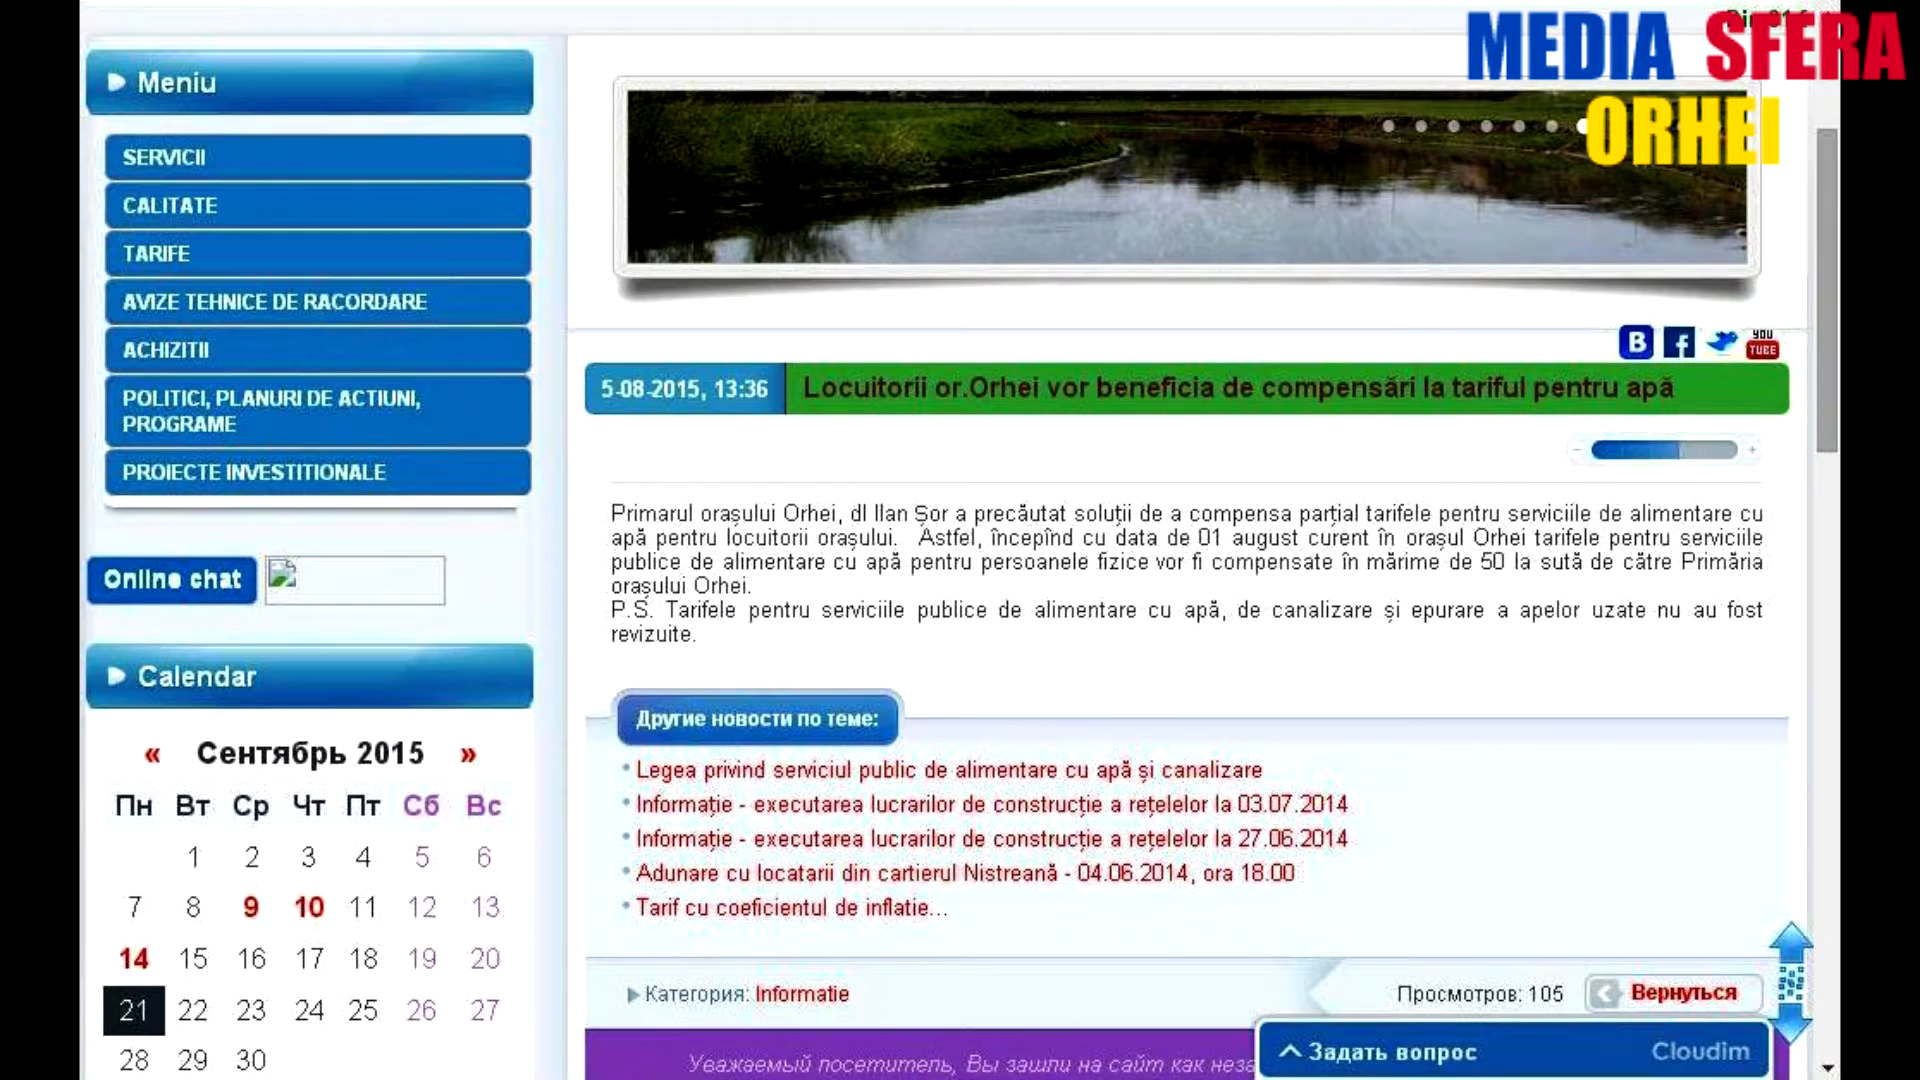 MEDIA SFERA
ORHEI
Meniu
SERVICII
CALITATE
TARIFE
AVIZE TEHNICE DE RACORDARE
ACHIZITII
POLITICI, PLANURI DE ACTIUNI,
PROGRAME
PROIECTE INVESTITIONALE
Online chat
Calendar
« Сентябрь 2015 »
Пн Вт Ср Чт Пт Сб Вс
1 2 3 4 5 6
7 8 9 10 11 12 13
14 15 16 17 18 19 20
21 22 23 24 25 26 27
28 29 30
B f YOU TUBE
5-08-2015, 13:36 Locuitorii or.Orhei vor beneficia de compensări la tariful pentru apă
Primarul orașului Orhei, dl Ilan Șor a precăutat soluții de a compensa parțial tarifele pentru serviciile de alimentare cu
apă pentru locuitorii orașului. Astfel, începînd cu data de 01 august curent în orașul Orhei tarifele pentru serviciile
publice de alimentare cu apă pentru persoanele fizice vor fi compensate în mărime de 50 la sută de către Primăria
orașului Orhei.
P.S. Tarifele pentru serviciile publice de alimentare cu apă, de canalizare și epurare a apelor uzate nu au fost
revizuite.
Другие новости по теме:
Legea privind serviciul public de alimentare cu apă și canalizare
Informație - executarea lucrarilor de construcție a rețelelor la 03.07.2014
Informație - executarea lucrarilor de construcție a rețelelor la 27.06.2014
Adunare cu locatarii din cartierul Nistreană - 04.06.2014, ora 18.00
Tarif cu coeficientul de inflatie...
Категория: Informatie
Просмотров: 105
Вернуться
Уважаемый посетитель, Вы зашли на сайт как
Задать вопрос Cloudim